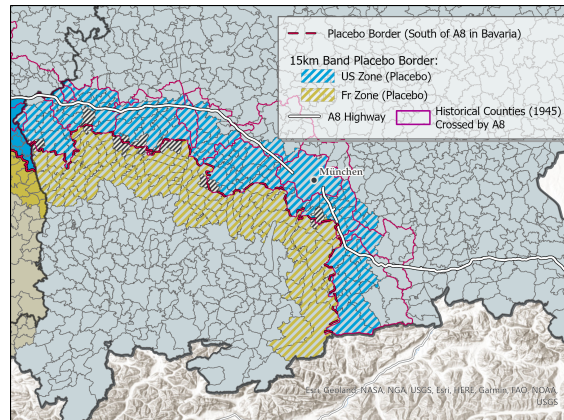 Placebo Border (South of A8 in Bavaria)
15km Band Placebo Border:
US Zone (Placebo)
Fr Zone (Placebo)
A8 Highway
Historical Counties (1945)
Crossed by A8
München
Esri, Geoland, NASA, NGA, USGS, Esri, HERE, Garmin, FAO, NOAA,
USGS